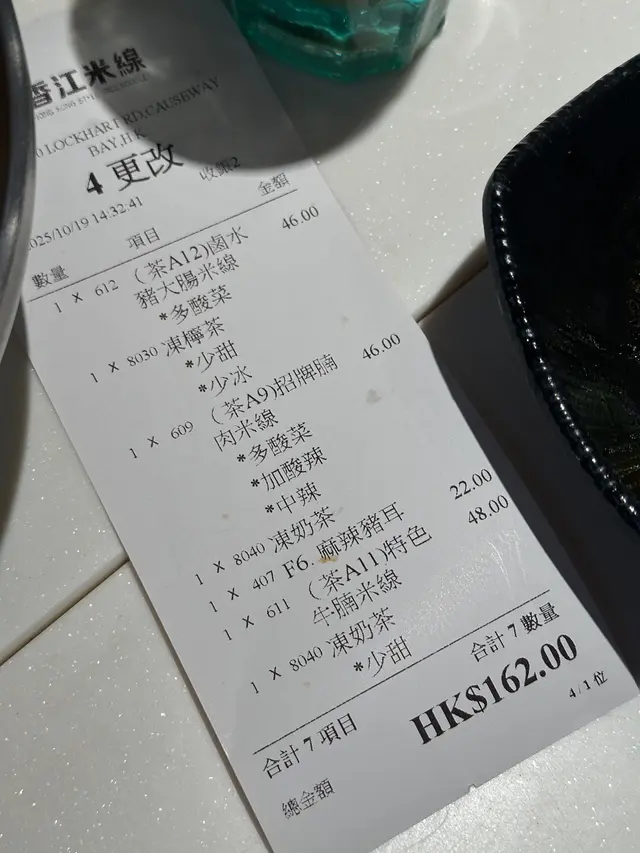 香江米線
LOCKHART RD,CAUSEWAY
BAY,H.K.
4 更改 收銀2
2025/10/19 14:32:41
數量 項目 金額
1 X 612 (茶A12)鹵水 46.00
豬大腸米線
*多酸菜
1 X 8030 凍檸茶
*少甜
*少冰
1 X 609 (茶A9)招牌腩 46.00
肉米線
*多酸菜
*加酸辣
*中辣
1 X 8040 凍奶茶
1 X 407 F6. 麻辣豬耳 22.00
1 X 611 (茶A11)特色 48.00
牛腩米線
1 X 8040 凍奶茶
*少甜
合計 7 項目 合計 7 數量
總金額 HK$162.00
4 / 1 位